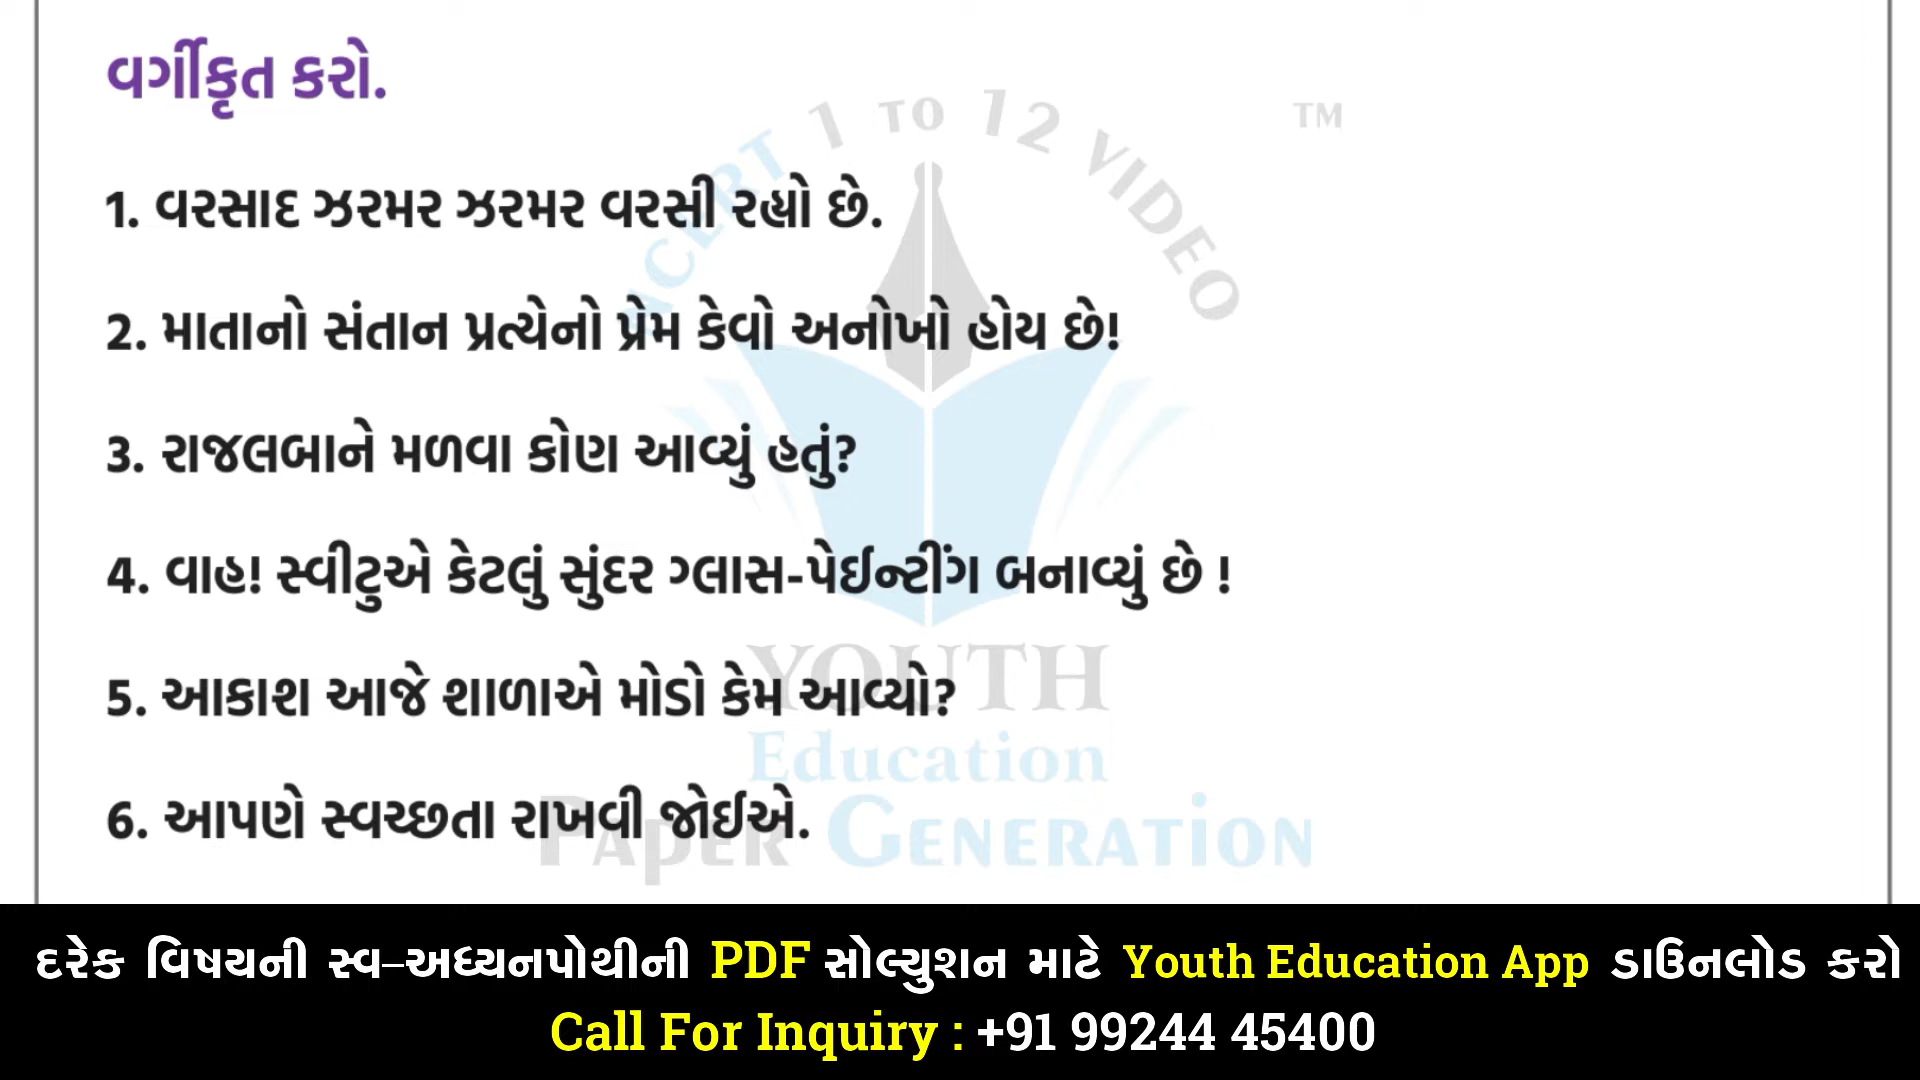 વર્ગીકૃત કરો.
ACERT 1 TO 12 VIDEO
TM
1. વરસાદ ઝરમર ઝરમર વરસી રહ્યો છે.
2. માતાનો સંતાન પ્રત્યેનો પ્રેમ કેવો અનોખો હોય છે!
3. રાજલબાને મળવા કોણ આવ્યું હતું?
4. વાહ! સ્વીટુએ કેટલું સુંદર ગ્લાસ-પેઈન્ટીંગ બનાવ્યું છે !
YOUTH
5. આકાશ આજે શાળાએ મોડો કેમ આવ્યો?
Education
6. આપણે સ્વચ્છતા રાખવી જોઈએ.
PAPER GENERATION
દરેક વિષયની સ્વ–અધ્યનપોથીની PDF સોલ્યુશન માટે Youth Education App ડાઉનલોડ કરો
Call For Inquiry : +91 99244 45400